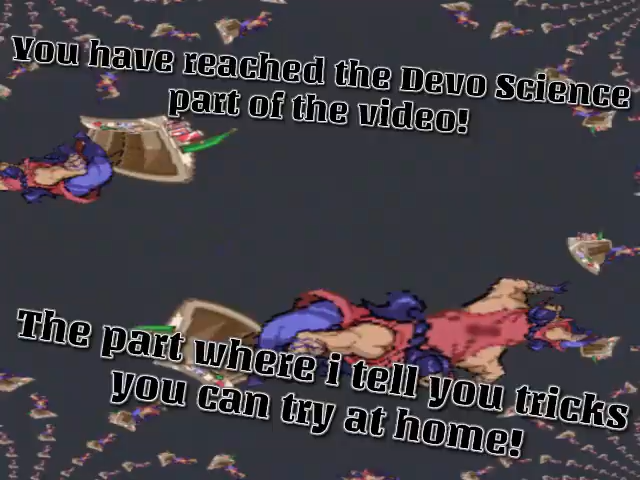 You have reached the Devo Science
part of the video!
The part where i tell you tricks
you can try at home!